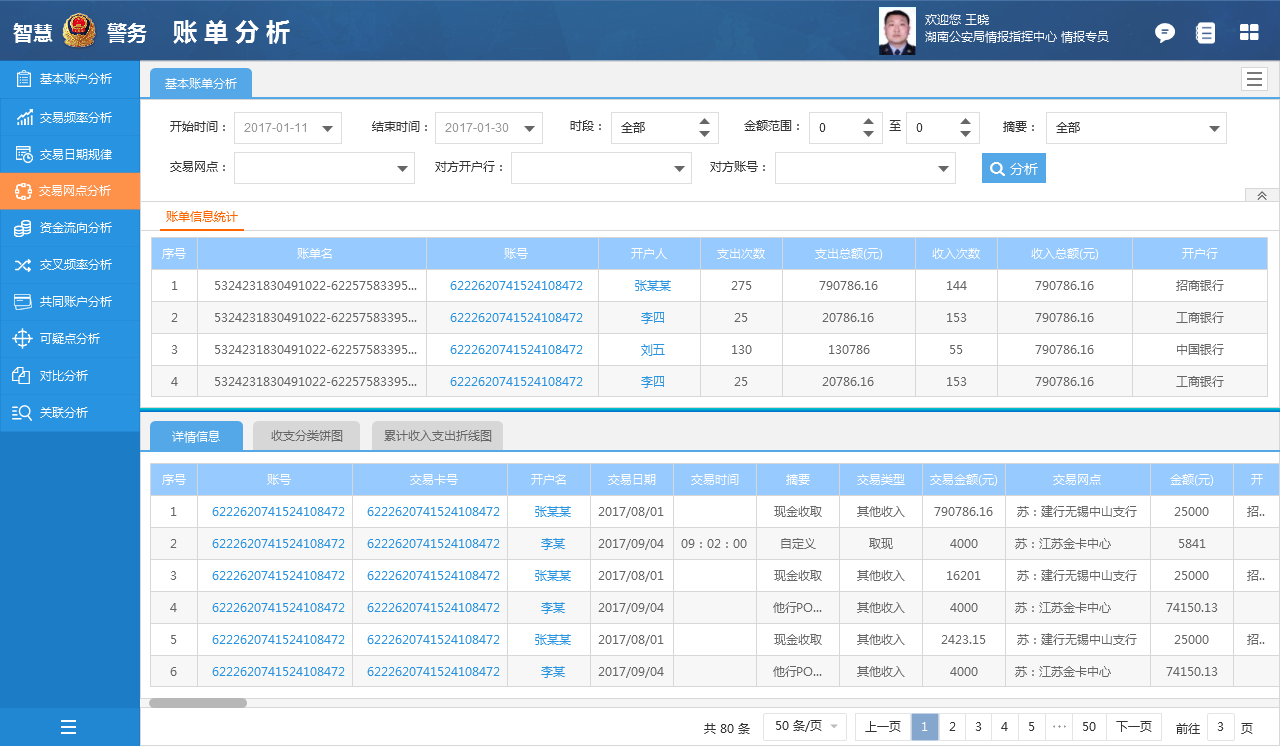 智慧 警务 账单分析
欢迎您 王晓
湖南公安局情报指挥中心 情报专员
基本账户分析
交易频率分析
交易日期规律
交易网点分析
资金流向分析
交叉频率分析
共同账户分析
可疑点分析
对比分析
关联分析
基本账单分析
开始时间： 2017-01-11 结束时间： 2017-01-30 时段： 全部 金额范围： 0 至 0 摘要： 全部
交易网点： 对方开户行： 对方账号： 分析
账单信息统计
序号 账单名 账号 开户人 支出次数 支出总额(元) 收入次数 收入总额(元) 开户行
1 5324231830491022-62257583395... 6222620741524108472 张某某 275 790786.16 144 790786.16 招商银行
2 5324231830491022-62257583395... 6222620741524108472 李四 25 20786.16 153 790786.16 工商银行
3 5324231830491022-62257583395... 6222620741524108472 刘五 130 130786 55 790786.16 中国银行
4 5324231830491022-62257583395... 6222620741524108472 李四 25 20786.16 153 790786.16 工商银行
详情信息 收支分类饼图 累计收入支出折线图
序号 账号 交易卡号 开户名 交易日期 交易时间 摘要 交易类型 交易金额(元) 交易网点 金额(元) 开
1 6222620741524108472 6222620741524108472 张某某 2017/08/01 现金收取 其他收入 790786.16 苏：建行无锡中山支行 25000 招..
2 6222620741524108472 6222620741524108472 李某 2017/09/04 09：02：00 自定义 取现 4000 苏：江苏金卡中心 5841
3 6222620741524108472 6222620741524108472 张某某 2017/08/01 现金收取 其他收入 16201 苏：建行无锡中山支行 25000 招..
4 6222620741524108472 6222620741524108472 李某 2017/09/04 他行PO... 其他收入 4000 苏：江苏金卡中心 74150.13
5 6222620741524108472 6222620741524108472 张某某 2017/08/01 现金收取 其他收入 2423.15 苏：建行无锡中山支行 25000 招..
6 6222620741524108472 6222620741524108472 李某 2017/09/04 他行PO... 其他收入 4000 苏：江苏金卡中心 74150.13
共 80 条 50 条/页 上一页 1 2 3 4 5 ··· 50 下一页 前往 3 页